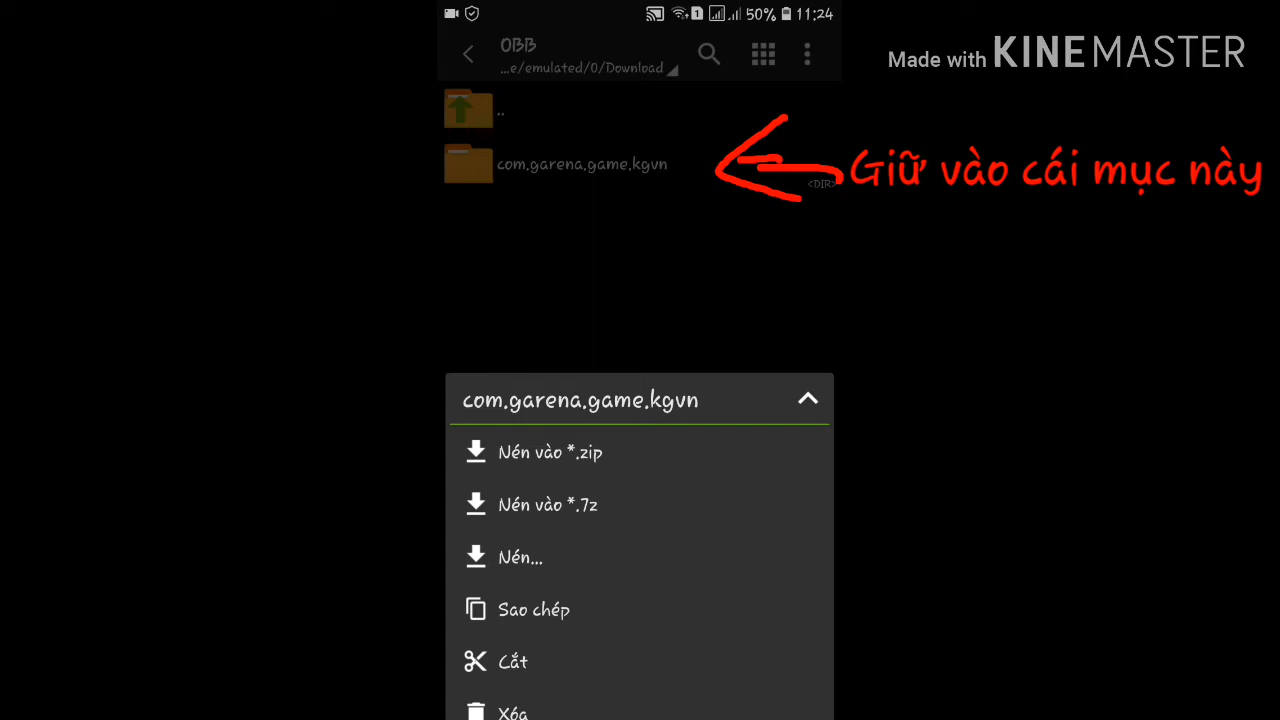 50% 11:24
OBB
...e/emulated/0/Download
Made with KINEMASTER
..
com.garena.game.kgvn
<DIR>
Giữ vào cái mục này
com.garena.game.kgvn
Nén vào *.zip
Nén vào *.7z
Nén...
Sao chép
Cắt
Xóa